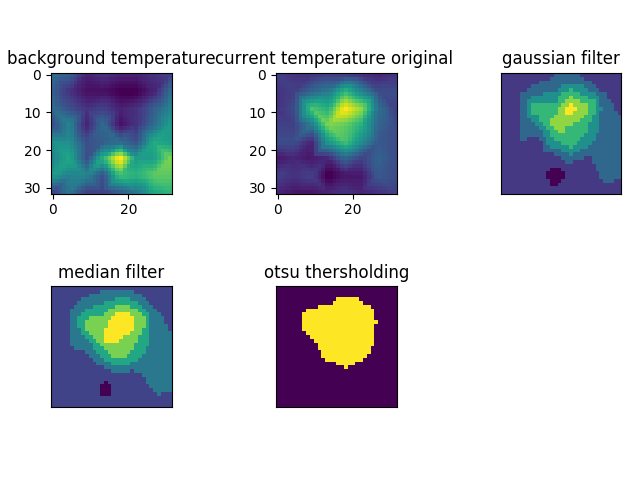 background temperature
current temperature original
gaussian filter
0
10
20
30
0
20
0
10
20
30
0
20
median filter
otsu thersholding